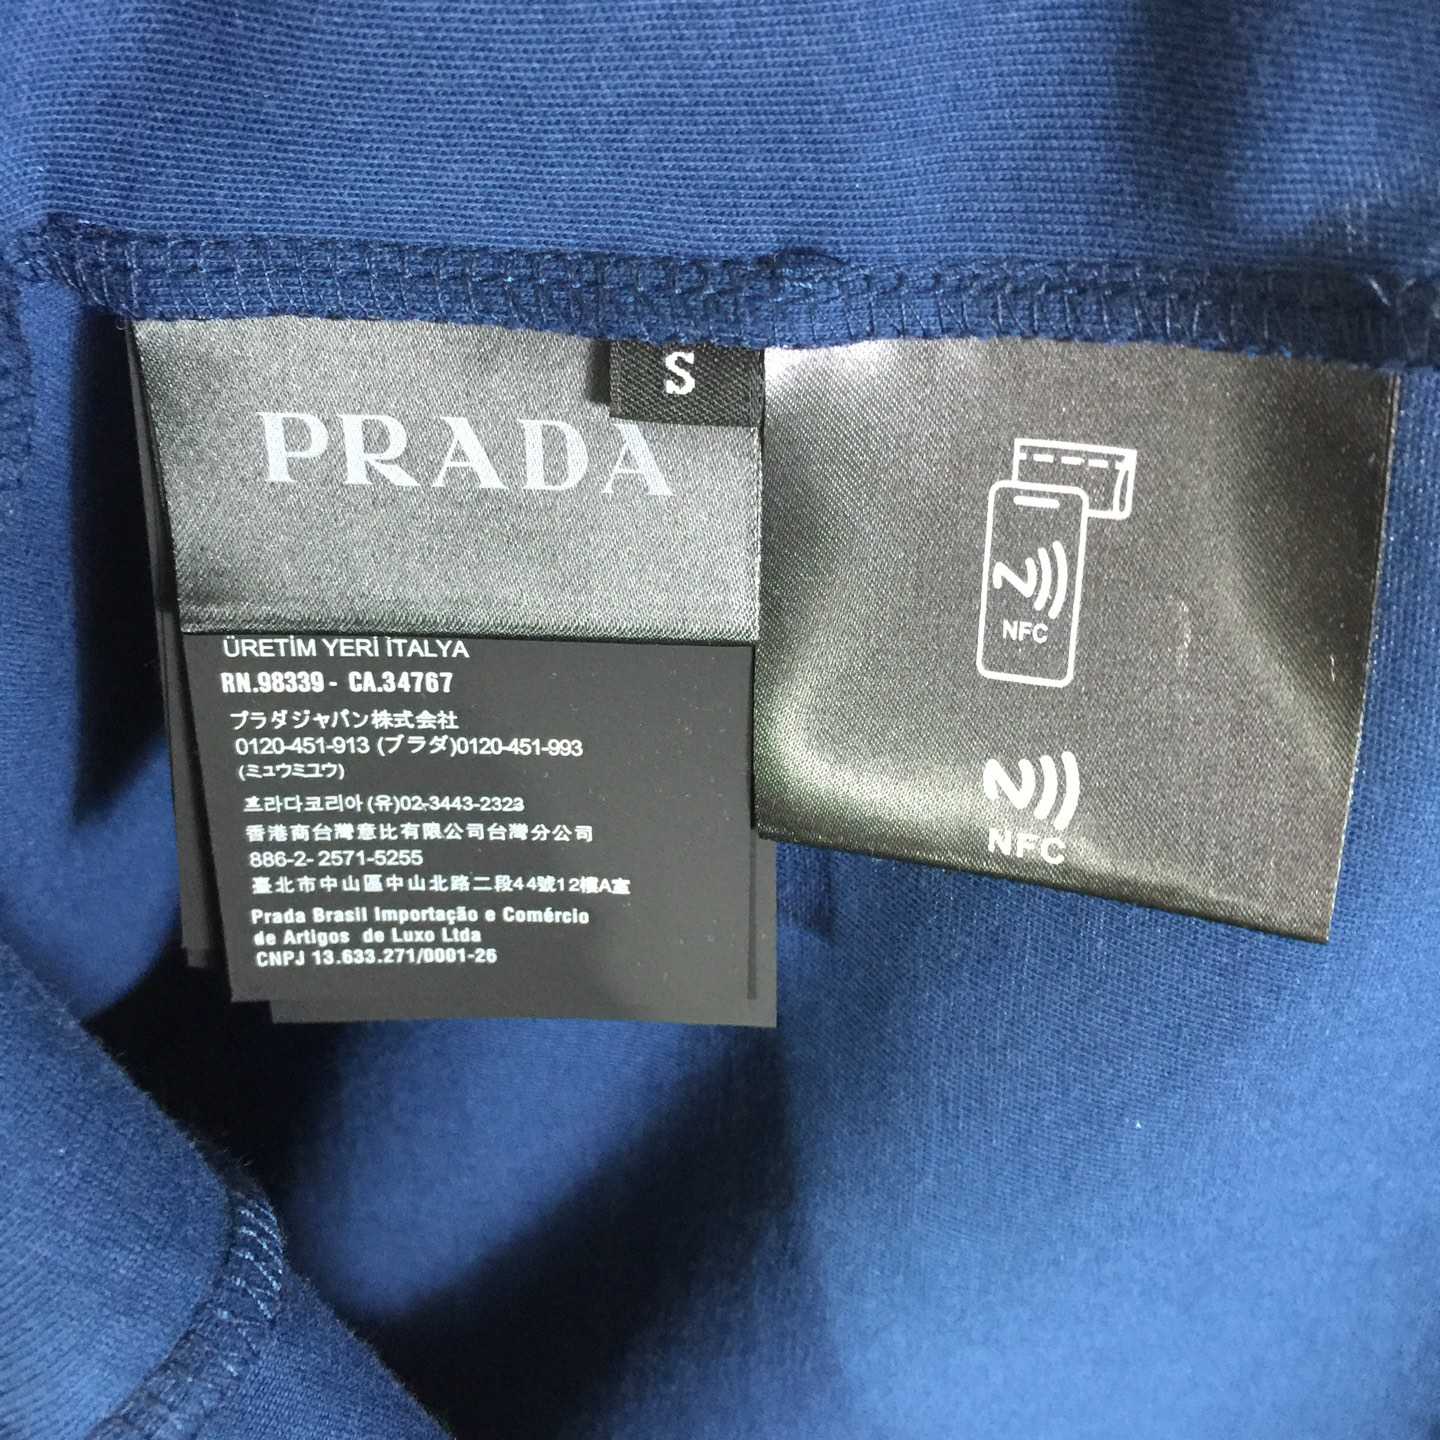 S
PRADA
ÜRETİM YERİ İTALYA
RN.98339 - CA.34767
プラダジャパン株式会社
0120-451-913 (プラダ)0120-451-993
(ミュウミュウ)
프라다코리아(유)02-3443-2323
香港商台灣意比有限公司台灣分公司
886-2- 2571-5255
臺北市中山區中山北路二段44號12樓A室
Prada Brasil Importação e Comércio
de Artigos de Luxo Ltda
CNPJ 13.633.271/0001-26
NFC
NFC